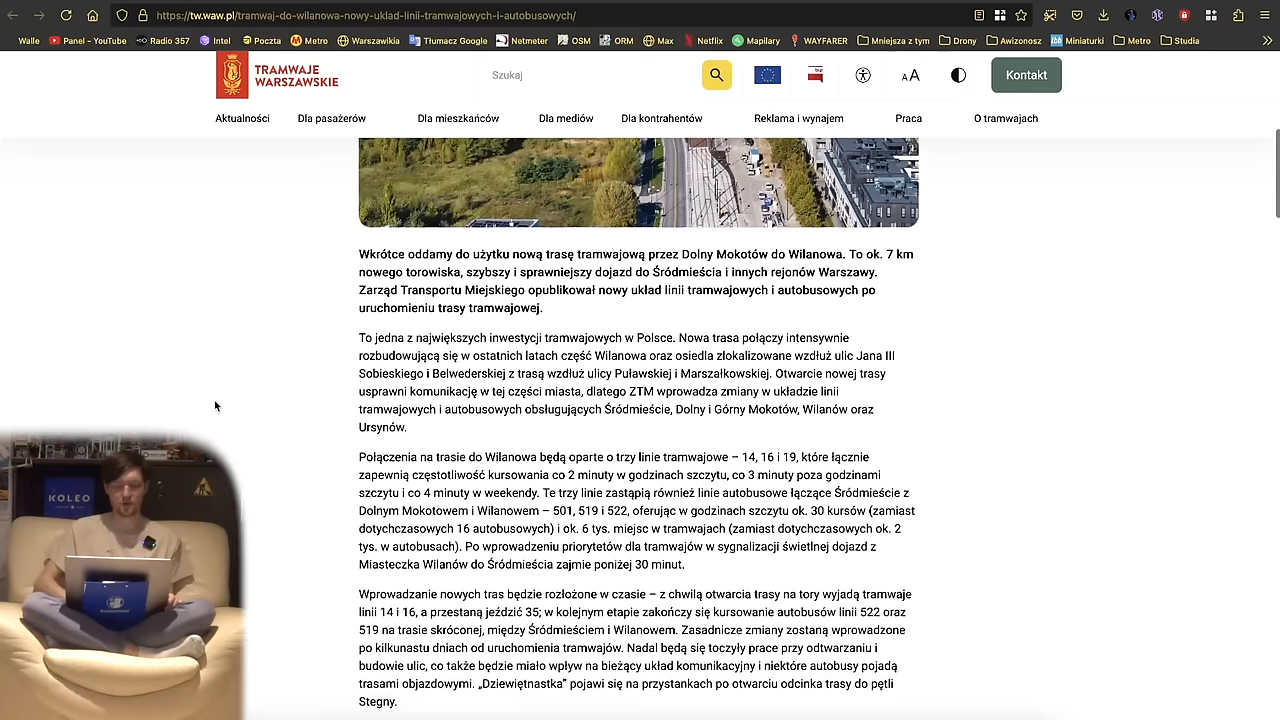 https://tw.waw.pl/tramwaj-do-wilanowa-nowy-uklad-linii-tramwajowych-i-autobusowych/
Walle Panel - YouTube Radio 357 Intel Poczta Metro Warszawikia Tłumacz Google Netmeter OSM ORM Max Netflix Mapilary WAYFARER Mniejsza z tym Drony Awizonosz Miniaturki Metro Studia
TRAMWAJE
WARSZAWSKIE
Szukaj
bip
A A
Kontakt
Aktualności Dla pasażerów Dla mieszkańców Dla mediów Dla kontrahentów Reklama i wynajem Praca O tramwajach
Wkrótce oddamy do użytku nową trasę tramwajową przez Dolny Mokotów do Wilanowa. To ok. 7 km
nowego torowiska, szybszy i sprawniejszy dojazd do Śródmieścia i innych rejonów Warszawy.
Zarząd Transportu Miejskiego opublikował nowy układ linii tramwajowych i autobusowych po
uruchomieniu trasy tramwajowej.
To jedna z największych inwestycji tramwajowych w Polsce. Nowa trasa połączy intensywnie
rozbudowującą się w ostatnich latach część Wilanowa oraz osiedla zlokalizowane wzdłuż ulic Jana III
Sobieskiego i Belwederskiej z trasą wzdłuż ulicy Puławskiej i Marszałkowskiej. Otwarcie nowej trasy
usprawni komunikację w tej części miasta, dlatego ZTM wprowadza zmiany w układzie linii
tramwajowych i autobusowych obsługujących Śródmieście, Dolny i Górny Mokotów, Wilanów oraz
Ursynów.
Połączenia na trasie do Wilanowa będą oparte o trzy linie tramwajowe – 14, 16 i 19, które łącznie
zapewnią częstotliwość kursowania co 2 minuty w godzinach szczytu, co 3 minuty poza godzinami
szczytu i co 4 minuty w weekendy. Te trzy linie zastąpią również linie autobusowe łączące Śródmieście z
Dolnym Mokotowem i Wilanowem – 501, 519 i 522, oferując w godzinach szczytu ok. 30 kursów (zamiast
dotychczasowych 16 autobusowych) i ok. 6 tys. miejsc w tramwajach (zamiast dotychczasowych ok. 2
tys. w autobusach). Po wprowadzeniu priorytetów dla tramwajów w sygnalizacji świetlnej dojazd z
Miasteczka Wilanów do Śródmieścia zajmie poniżej 30 minut.
Wprowadzanie nowych tras będzie rozłożone w czasie – z chwilą otwarcia trasy na tory wyjadą tramwaje
linii 14 i 16, a przestaną jeździć 35; w kolejnym etapie zakończy się kursowanie autobusów linii 522 oraz
519 na trasie skróconej, między Śródmieściem i Wilanowem. Zasadnicze zmiany zostaną wprowadzone
po kilkunastu dniach od uruchomienia tramwajów. Nadal będą się toczyły prace przy odtwarzaniu i
budowie ulic, co także będzie miało wpływ na bieżący układ komunikacyjny i niektóre autobusy pojadą
trasami objazdowymi. „Dziewiętnastka” pojawi się na przystankach po otwarciu odcinka trasy do pętli
Stegny.
KOLEO